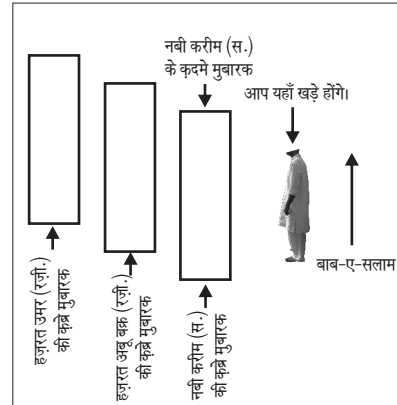 नबी करीम (स.)
के क़दमे मुबारक
आप यहाँ खड़े होंगे।
बाब-ए-सलाम
हज़रत उमर (रज़ी.)
की क़ब्रे मुबारक
हज़रत अबू बक्र (रज़ी.)
की क़ब्रे मुबारक
नबी करीम (स.)
की क़ब्रे मुबारक